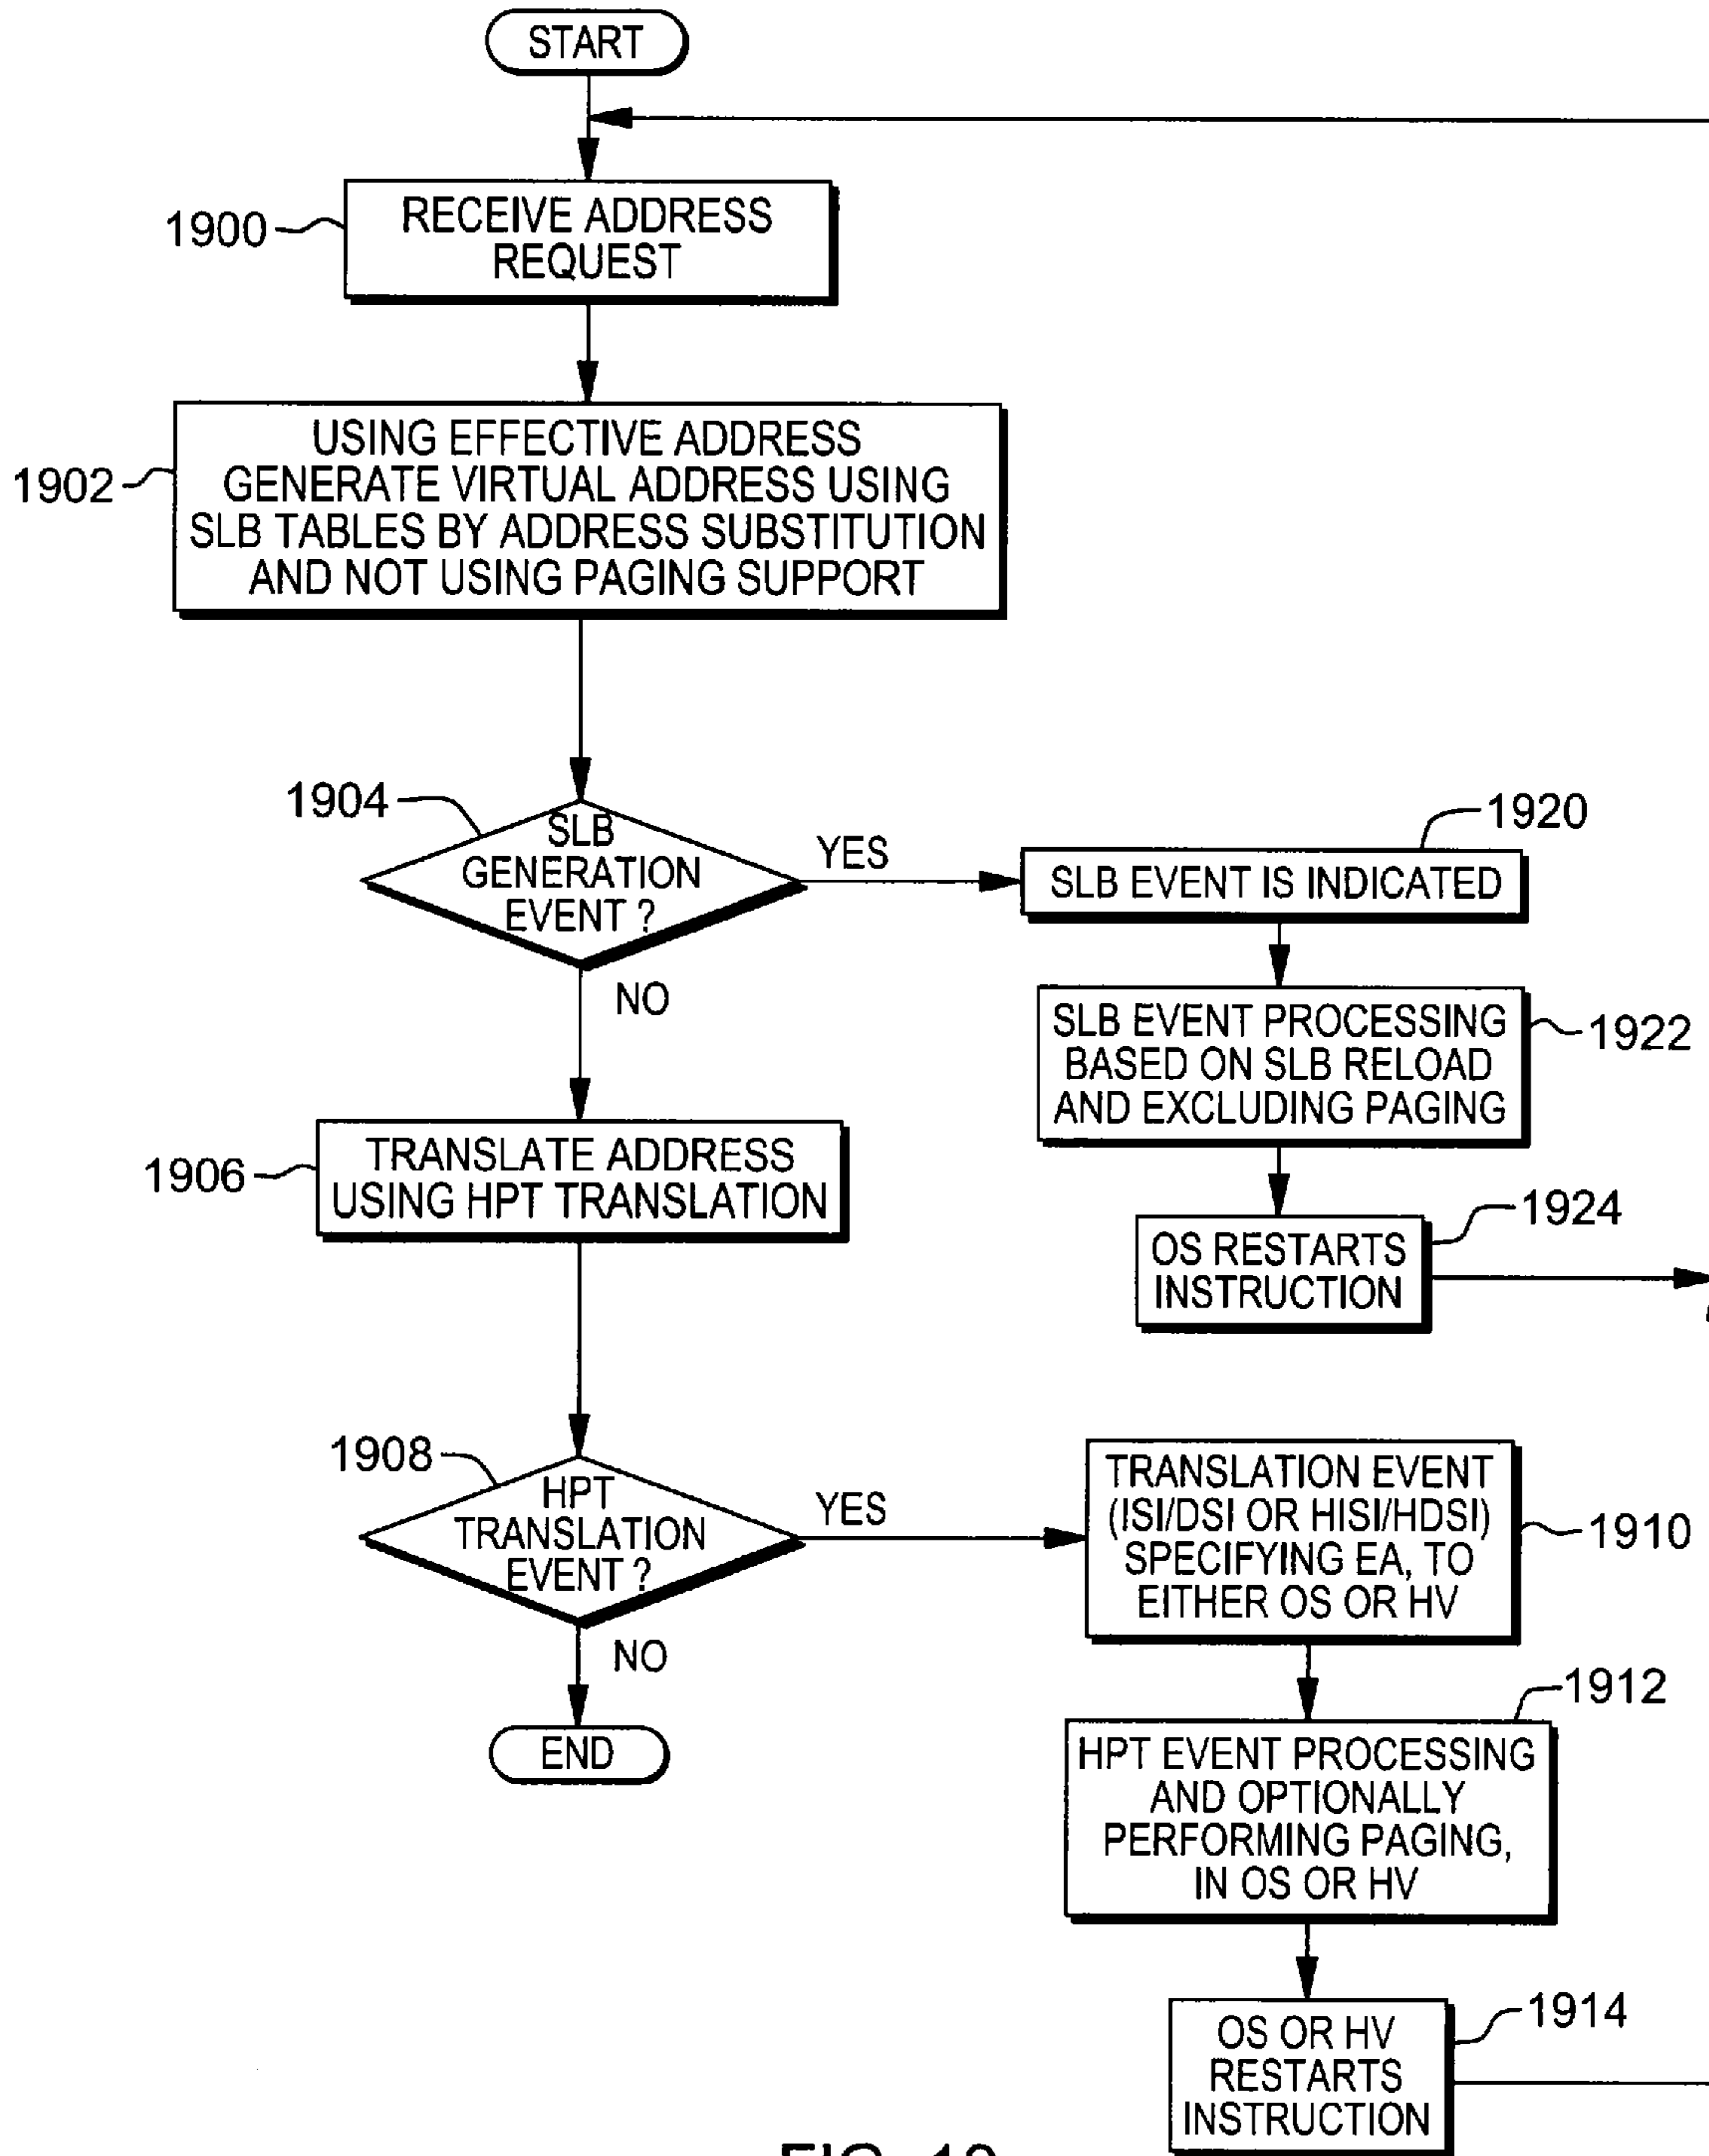 START
1900
RECEIVE ADDRESS
REQUEST
1902
USING EFFECTIVE ADDRESS
GENERATE VIRTUAL ADDRESS USING
SLB TABLES BY ADDRESS SUBSTITUTION
AND NOT USING PAGING SUPPORT
1904
SLB
GENERATION
EVENT ?
YES
NO
1920
SLB EVENT IS INDICATED
SLB EVENT PROCESSING
BASED ON SLB RELOAD
AND EXCLUDING PAGING
1922
1924
OS RESTARTS
INSTRUCTION
1906
TRANSLATE ADDRESS
USING HPT TRANSLATION
1908
HPT
TRANSLATION
EVENT ?
YES
NO
END
TRANSLATION EVENT
(ISI/DSI OR HISI/HDSI)
SPECIFYING EA, TO
EITHER OS OR HV
1910
1912
HPT EVENT PROCESSING
AND OPTIONALLY
PERFORMING PAGING,
IN OS OR HV
1914
OS OR HV
RESTARTS
INSTRUCTION